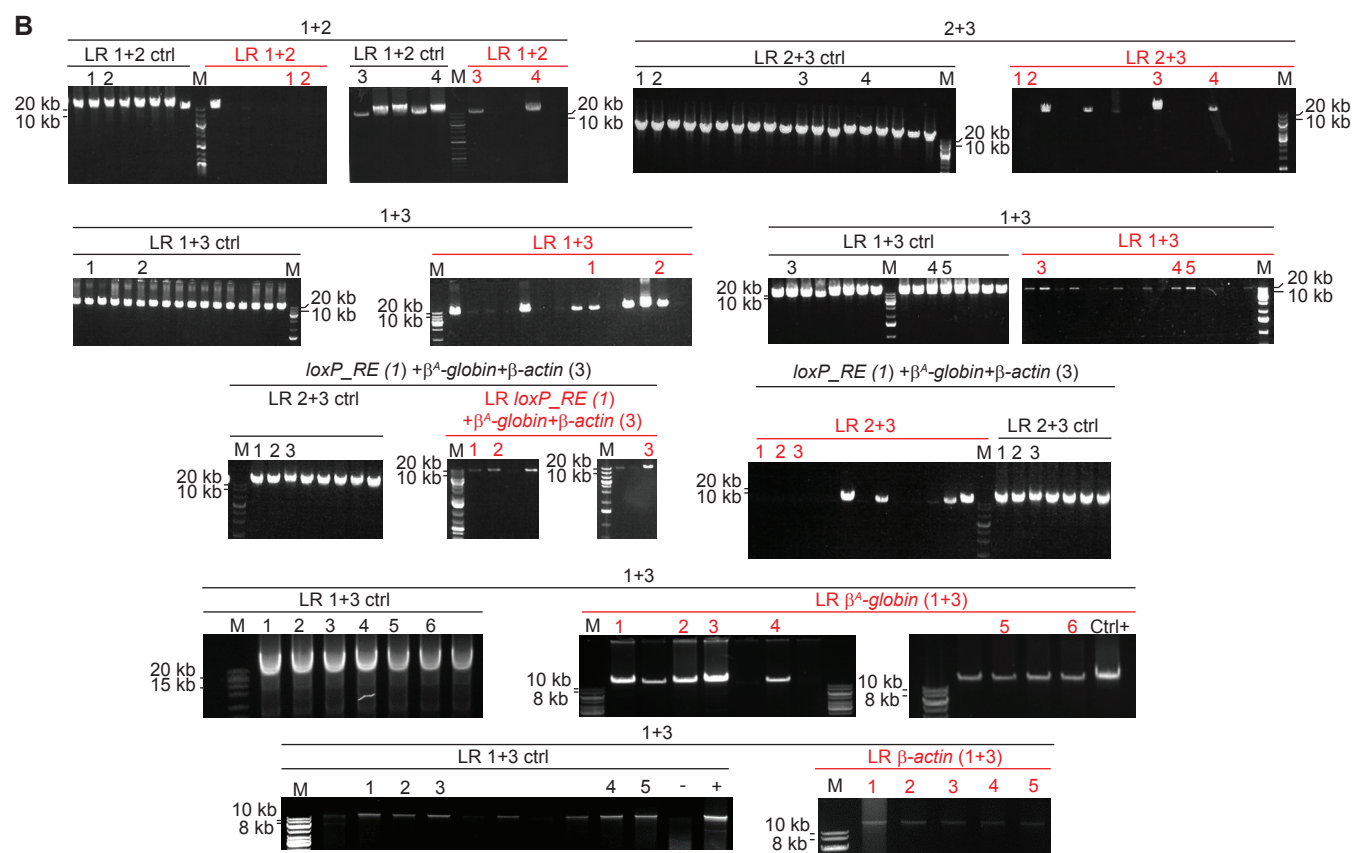 B
1+2
LR 1+2 ctrl LR 1+2 LR 1+2 ctrl LR 1+2
1 2 M 1 2 3 4 M 3 4
20 kb
10 kb
20 kb
10 kb
2+3
LR 2+3 ctrl LR 2+3
1 2 3 4 M 1 2 3 4 M
20 kb
10 kb
20 kb
10 kb
1+3
LR 1+3 ctrl LR 1+3
1 2 M M 1 2
20 kb
10 kb
20 kb
10 kb
1+3
LR 1+3 ctrl LR 1+3
3 M 4 5 3 4 5 M
20 kb
10 kb
20 kb
10 kb
loxP_RE (1) +βᴬ-globin+β-actin (3)
LR 2+3 ctrl
LR loxP_RE (1)
+βᴬ-globin+β-actin (3)
M 1 2 3 M 1 2 M 3
20 kb
10 kb
20 kb
10 kb
20 kb
10 kb
loxP_RE (1) +βᴬ-globin+β-actin (3)
LR 2+3 LR 2+3 ctrl
1 2 3 M 1 2 3
20 kb
10 kb
1+3
LR 1+3 ctrl LR βᴬ-globin (1+3)
M 1 2 3 4 5 6 M 1 2 3 4 5 6 Ctrl+
20 kb
15 kb
10 kb
8 kb
10 kb
8 kb
1+3
LR 1+3 ctrl LR β-actin (1+3)
M 1 2 3 4 5 - + M 1 2 3 4 5
10 kb
8 kb
10 kb
8 kb